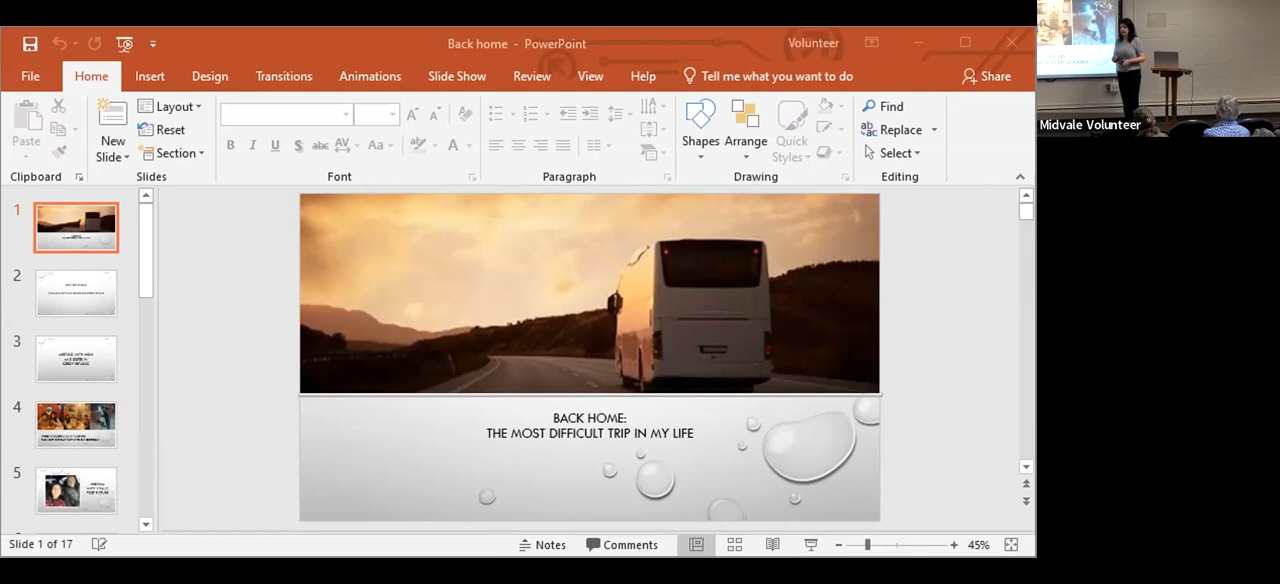 Back home - PowerPoint
Volunteer
File
Home
Insert
Design
Transitions
Animations
Slide Show
Review
View
Help
Tell me what you want to do
Share
Paste
New
Slide
Layout
Reset
Section
B I U S abc AV Aa A
Shapes
Arrange
Quick
Styles
Find
Replace
Select
Clipboard
Slides
Font
Paragraph
Drawing
Editing
1
2
3
4
5
BACK HOME:
THE MOST DIFFICULT TRIP IN MY LIFE
Slide 1 of 17
Notes
Comments
45%
Midvale Volunteer